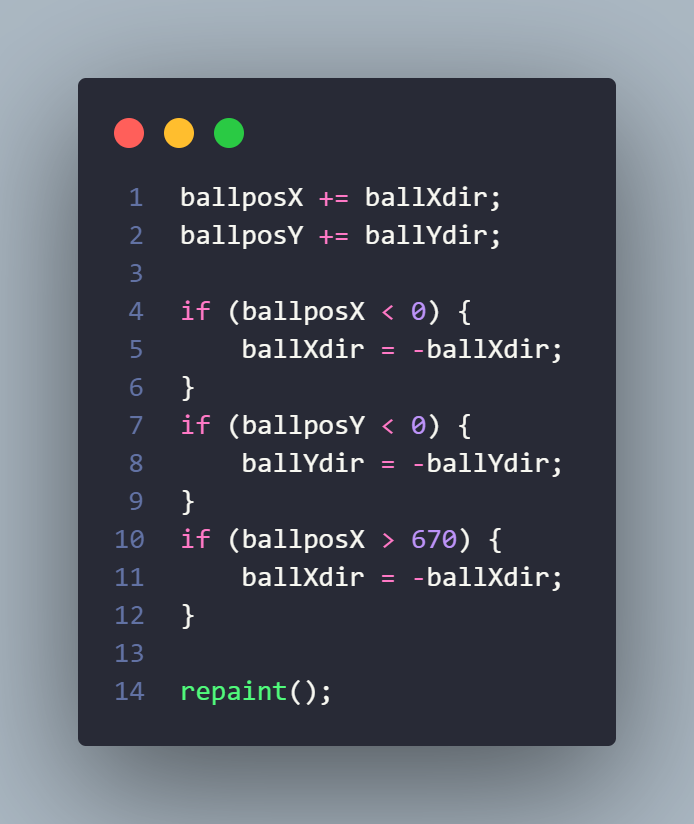 1 ballposX += ballXdir;
2 ballposY += ballYdir;
3
4 if (ballposX < 0) {
5     ballXdir = -ballXdir;
6 }
7 if (ballposY < 0) {
8     ballYdir = -ballYdir;
9 }
10 if (ballposX > 670) {
11     ballXdir = -ballXdir;
12 }
13
14 repaint();